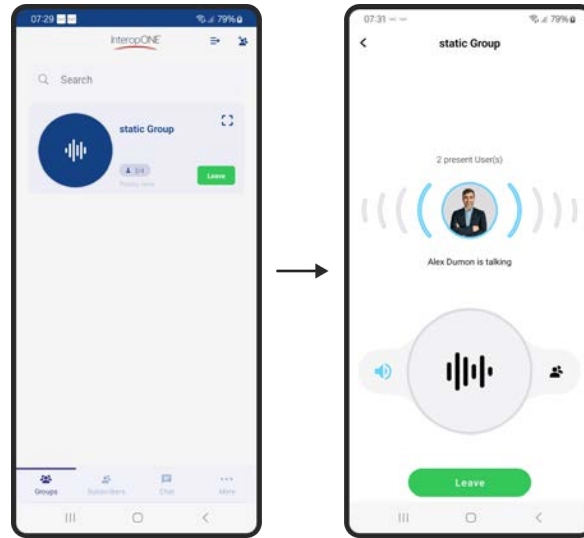 07:29
79%
InteropONE
Search
static Group
2/4
Leave
Groups
Subscribers
Chat
More
07:31
79%
static Group
2 present User(s)
Alex Dumon is talking
Leave